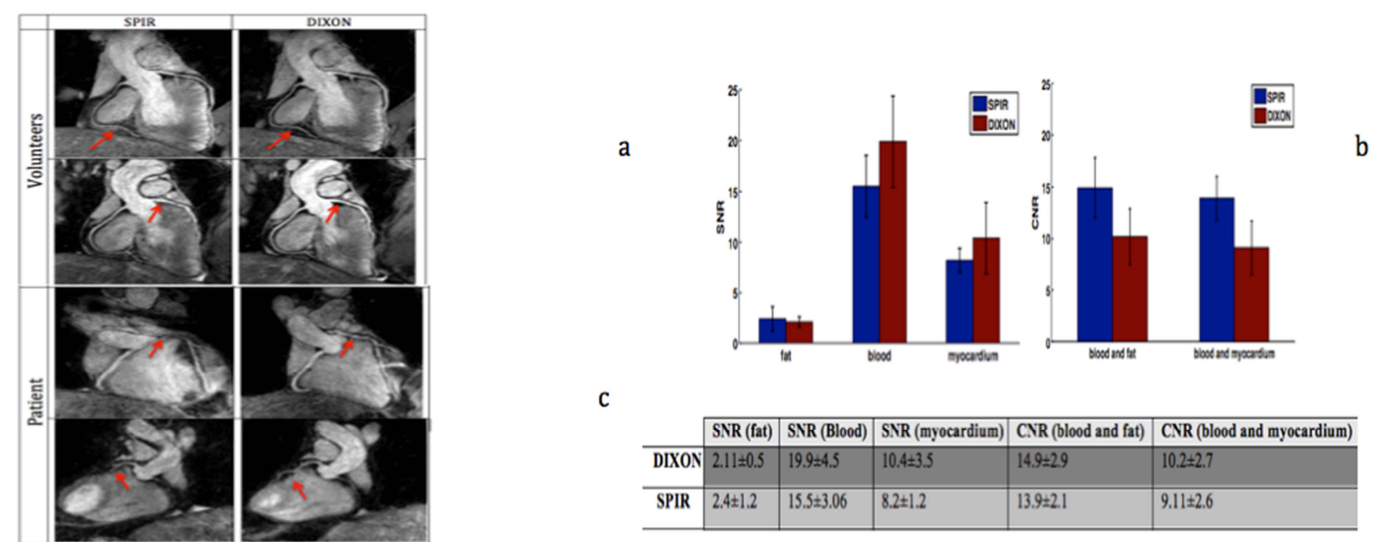 SPIR DIXON
Volunteers
Patient
a
25
20
15
10
5
0
SNR
SPIR
DIXON
fat blood myocardium
b
25
20
15
10
5
0
CNR
SPIR
DIXON
blood and fat blood and myocardium
c
SNR (fat) SNR (Blood) SNR (myocardium) CNR (blood and fat) CNR (blood and myocardium)
DIXON 2.11±0.5 19.9±4.5 10.4±3.5 14.9±2.9 10.2±2.7
SPIR 2.4±1.2 15.5±3.06 8.2±1.2 13.9±2.1 9.11±2.6